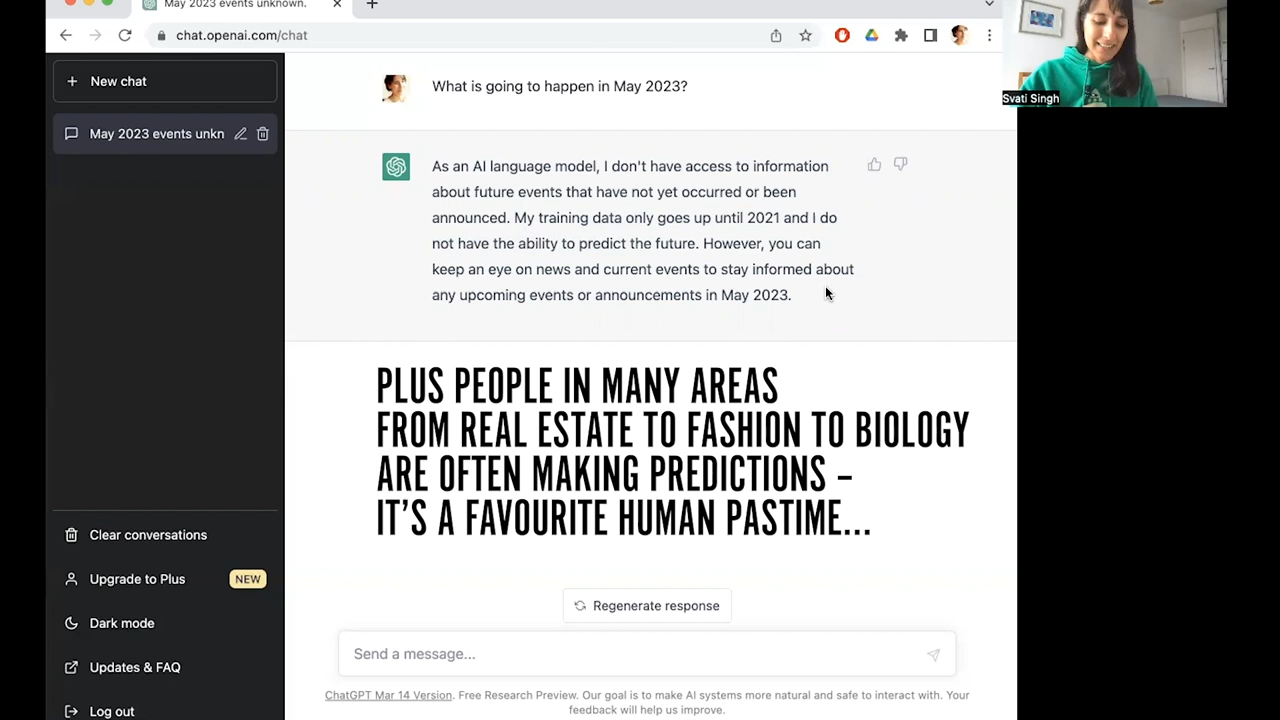 May 2023 events unknown.
chat.openai.com/chat
New chat
May 2023 events unkn
Clear conversations
Upgrade to Plus
NEW
Dark mode
Updates & FAQ
Log out
What is going to happen in May 2023?
As an AI language model, I don't have access to information
about future events that have not yet occurred or been
announced. My training data only goes up until 2021 and I do
not have the ability to predict the future. However, you can
keep an eye on news and current events to stay informed about
any upcoming events or announcements in May 2023.
PLUS PEOPLE IN MANY AREAS
FROM REAL ESTATE TO FASHION TO BIOLOGY
ARE OFTEN MAKING PREDICTIONS –
IT'S A FAVOURITE HUMAN PASTIME...
Regenerate response
Send a message...
ChatGPT Mar 14 Version. Free Research Preview. Our goal is to make AI systems more natural and safe to interact with. Your
feedback will help us improve.
Svati Singh